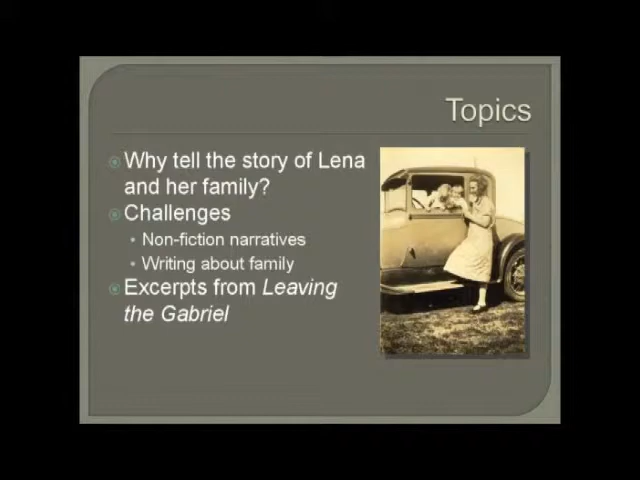 Topics
Why tell the story of Lena
and her family?
Challenges
Non-fiction narratives
Writing about family
Excerpts from Leaving
the Gabriel